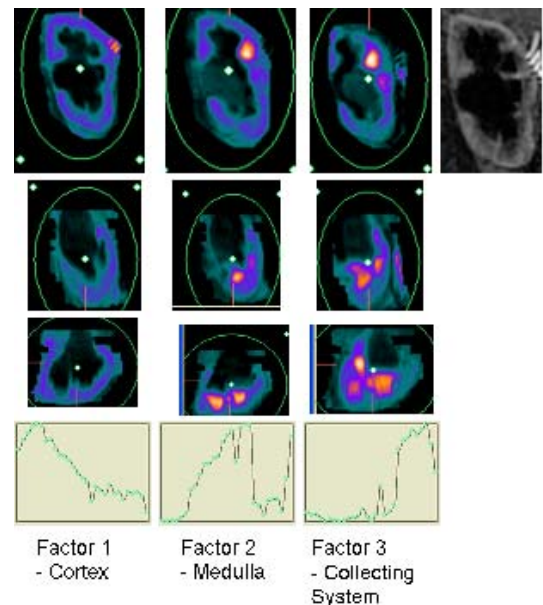 Factor 1
- Cortex
Factor 2
- Medulla
Factor 3
- Collecting
System